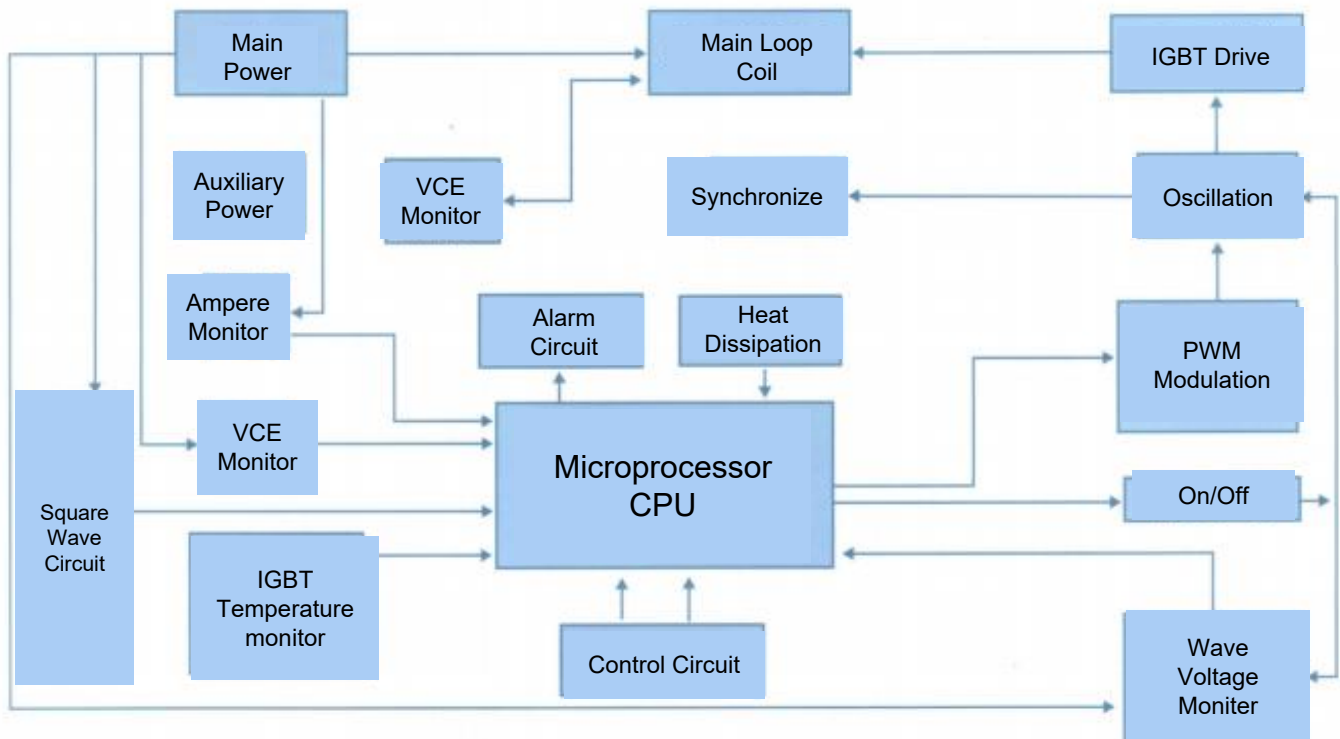 Main
Power
Main Loop
Coil
IGBT Drive
Auxiliary
Power
VCE
Monitor
Synchronize
Oscillation
Ampere
Monitor
Alarm
Circuit
Heat
Dissipation
PWM
Modulation
VCE
Monitor
Microprocessor
CPU
On/Off
Square
Wave
Circuit
IGBT
Temperature
monitor
Control Circuit
Wave
Voltage
Moniter